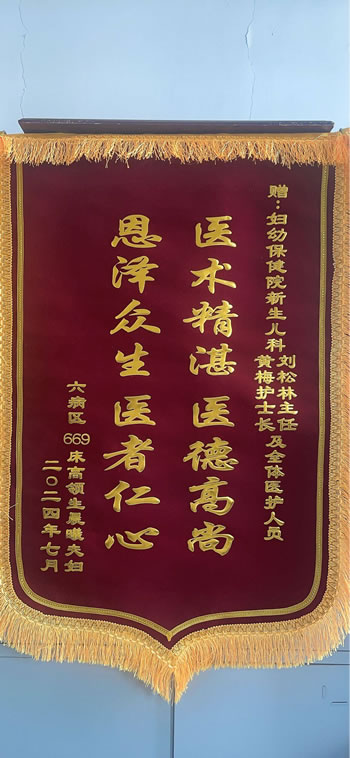 赠：妇幼保健院新生儿科刘松林主任黄梅护士长及全体医护人员
医术精湛 医德高尚
恩泽众生 医者仁心
六病区669床高领生晨曦夫妇
二〇二四年七月